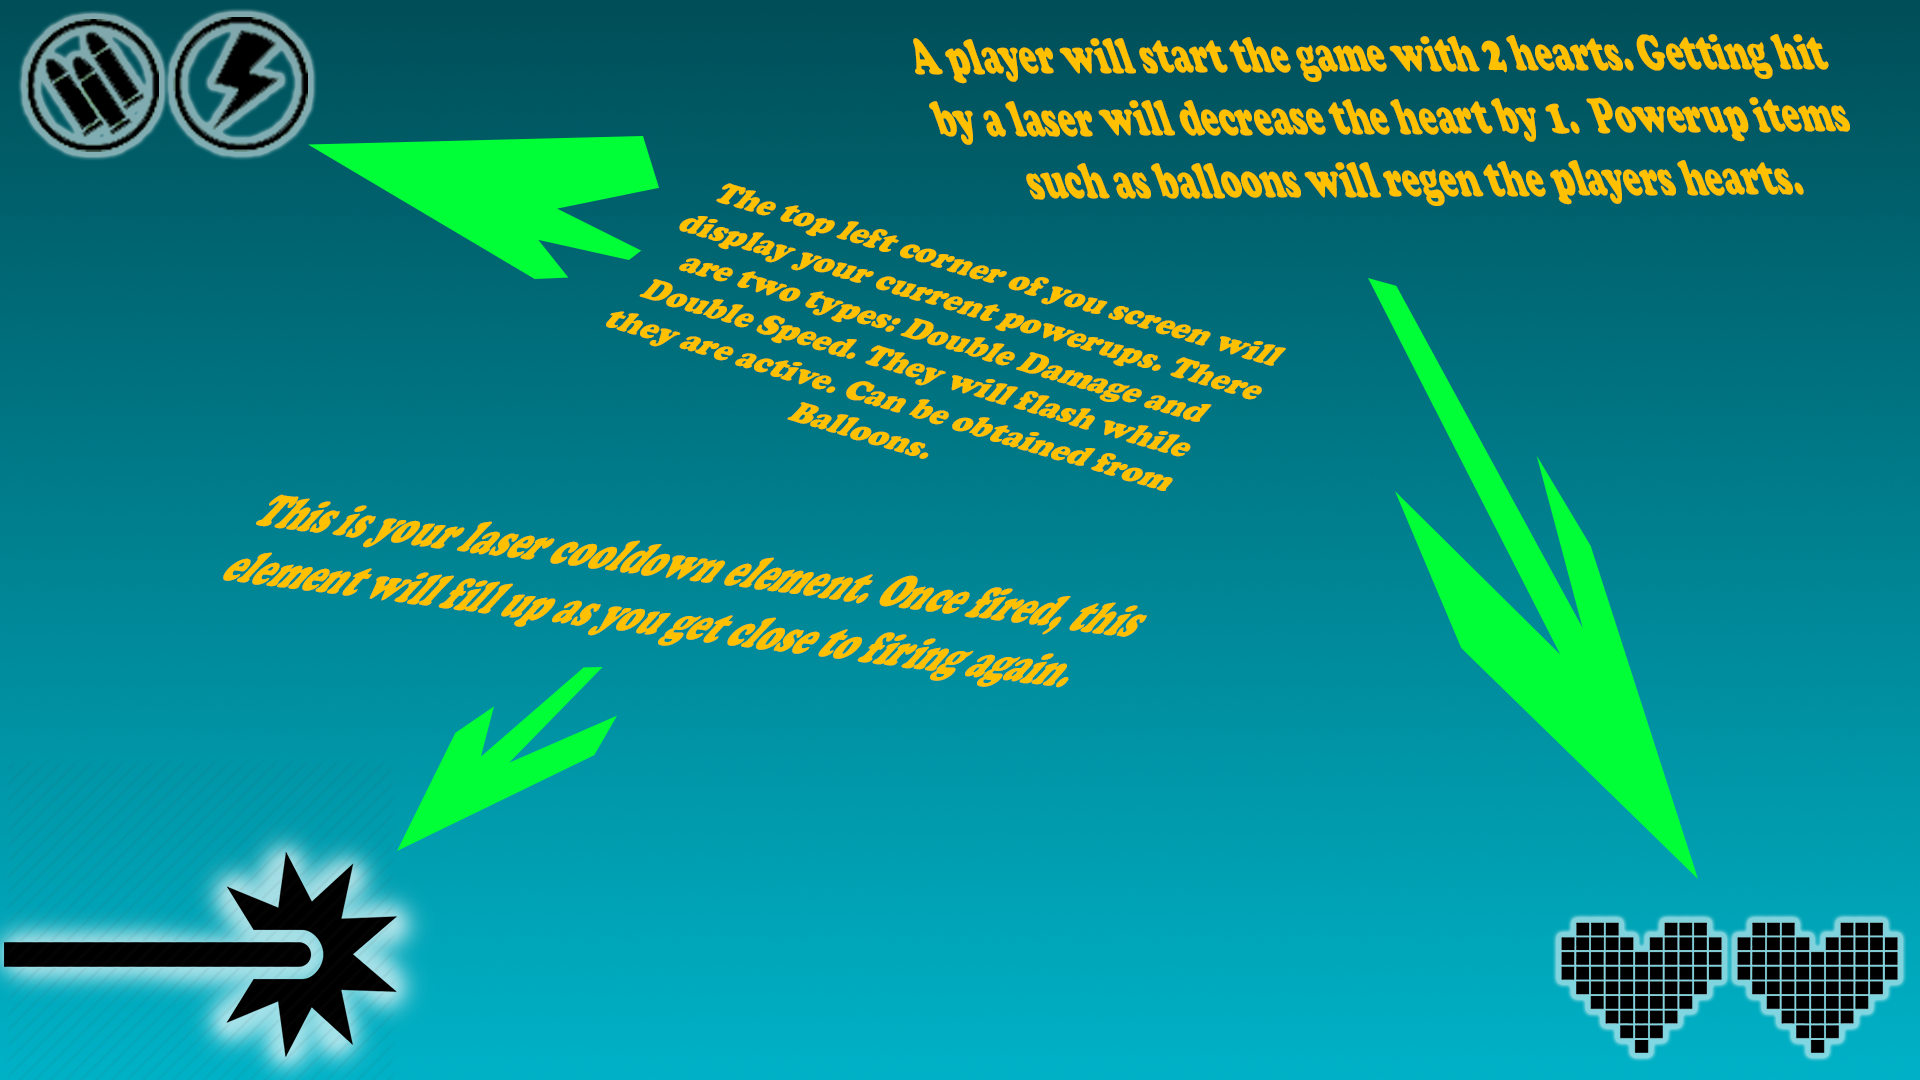 A player will start the game with 2 hearts. Getting hit
by a laser will decrease the heart by 1. Powerup items
such as balloons will regen the players hearts.
The top left corner of you screen will
display your current powerups. There
are two types: Double Damage and
Double Speed. They will flash while
they are active. Can be obtained from
Balloons.
This is your laser cooldown element. Once fired, this
element will fill up as you get close to firing again.